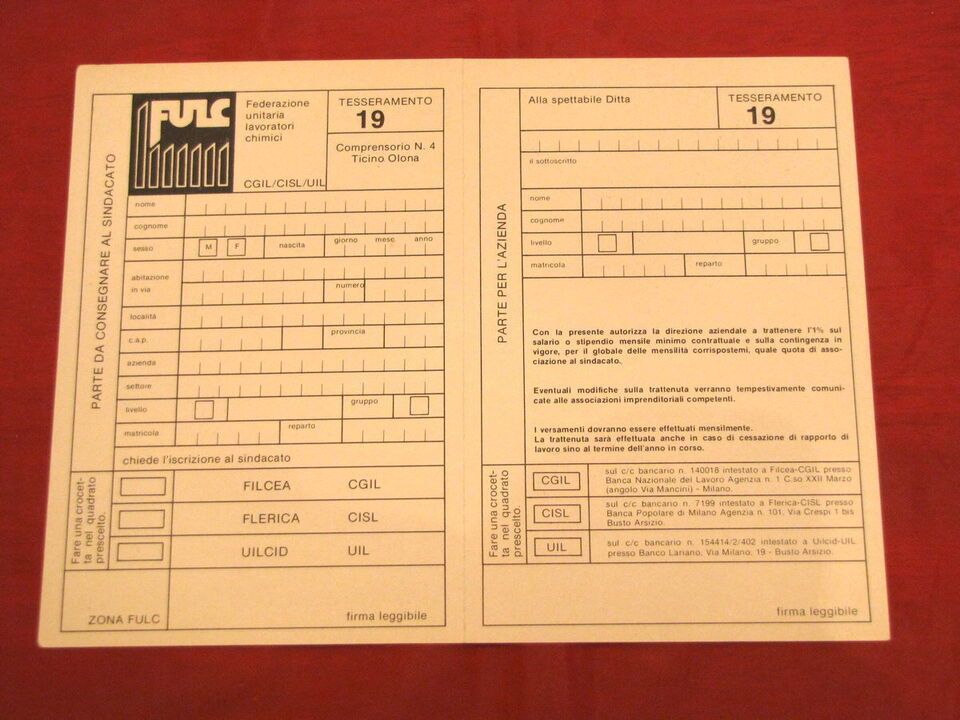 PARTE DA CONSEGNARE AL SINDACATO
FULC
Federazione
unitaria
lavoratori
chimici
CGIL/CISL/UIL
TESSERAMENTO
19
Comprensorio N. 4
Ticino Olona
nome
cognome
sesso M F nascita giorno mese anno
abitazione
in via numero
località
c.a.p. provincia
azienda
settore
livello gruppo
matricola reparto
chiede l'iscrizione al sindacato
Fare una crocet-
ta nel quadrato
prescelto.
FILCEA CGIL
FLERICA CISL
UILCID UIL
ZONA FULC firma leggibile
PARTE PER L'AZIENDA
Alla spettabile Ditta
TESSERAMENTO
19
il sottoscritto
nome
cognome
livello gruppo
matricola reparto
Con la presente autorizza la direzione aziendale a trattenere l'1% sul
salario o stipendio mensile minimo contrattuale e sulla contingenza in
vigore, per il globale delle mensilità corrispostemi, quale quota di asso-
ciazione al sindacato.
Eventuali modifiche sulla trattenuta verranno tempestivamente comuni-
cate alle associazioni imprenditoriali competenti.
I versamenti dovranno essere effettuati mensilmente.
La trattenuta sarà effettuata anche in caso di cessazione di rapporto di
lavoro sino al termine dell'anno in corso.
Fare una crocet-
ta nel quadrato
prescelto.
CGIL
sul c/c bancario n. 140018 intestato a Filcea-CGIL presso
Banca Nazionale del Lavoro Agenzia n. 1 C.so XXII Marzo
(angolo Via Mancini) - Milano.
CISL
sul c/c bancario n. 7199 intestato a Flerica-CISL presso
Banca Popolare di Milano Agenzia n. 101, Via Crespi 1 bis
Busto Arsizio.
UIL
sul c/c bancario n. 154414/2/402 intestato a Uilcid-UIL
presso Banco Lariano, Via Milano, 19 - Busto Arsizio.
firma leggibile